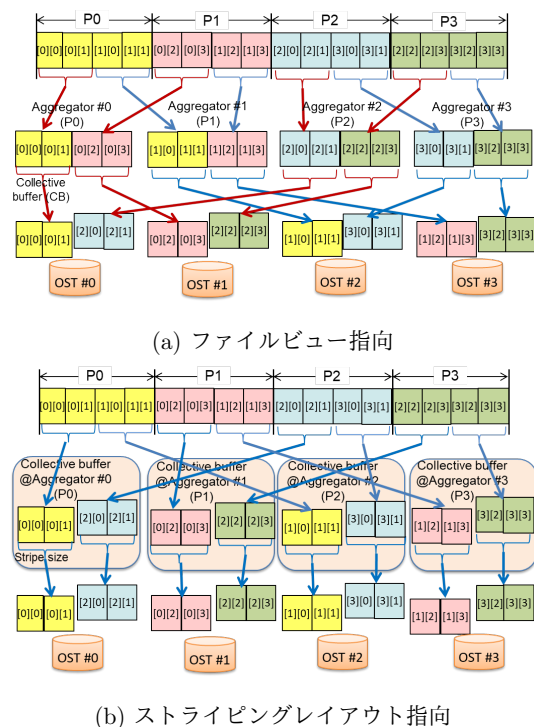 P0 P1 P2 P3
[0][0] [0][1] [1][0] [1][1] [0][2] [0][3] [1][2] [1][3] [2][0] [2][1] [3][0] [3][1] [2][2] [2][3] [3][2] [3][3]
Aggregator #0 Aggregator #1 Aggregator #2 Aggregator #3
(P0) (P1) (P2) (P3)
[0][0] [0][1] [0][2] [0][3] [1][0] [1][1] [1][2] [1][3] [2][0] [2][1] [2][2] [2][3] [3][0] [3][1] [3][2] [3][3]
Collective
buffer (CB)
[0][0] [0][1] [2][0] [2][1] [0][2] [0][3] [2][2] [2][3] [1][0] [1][1] [3][0] [3][1] [1][2] [1][3] [3][2] [3][3]
OST #0 OST #1 OST #2 OST #3
(a) ファイルビュー指向
P0 P1 P2 P3
[0][0] [0][1] [1][0] [1][1] [0][2] [0][3] [1][2] [1][3] [2][0] [2][1] [3][0] [3][1] [2][2] [2][3] [3][2] [3][3]
Collective buffer Collective buffer Collective buffer Collective buffer
@Aggregator #0 @Aggregator #1 @Aggregator #2 @Aggregator #3
(P0) (P1) (P2) (P3)
[0][0] [0][1] [2][0] [2][1] [0][2] [0][3] [2][2] [2][3] [1][0] [1][1] [3][0] [3][1] [1][2] [1][3] [3][2] [3][3]
Stripe size
[0][0] [0][1] [2][0] [2][1] [0][2] [0][3] [2][2] [2][3] [1][0] [1][1] [3][0] [3][1] [1][2] [1][3] [3][2] [3][3]
OST #0 OST #1 OST #2 OST #3
(b) ストライピングレイアウト指向